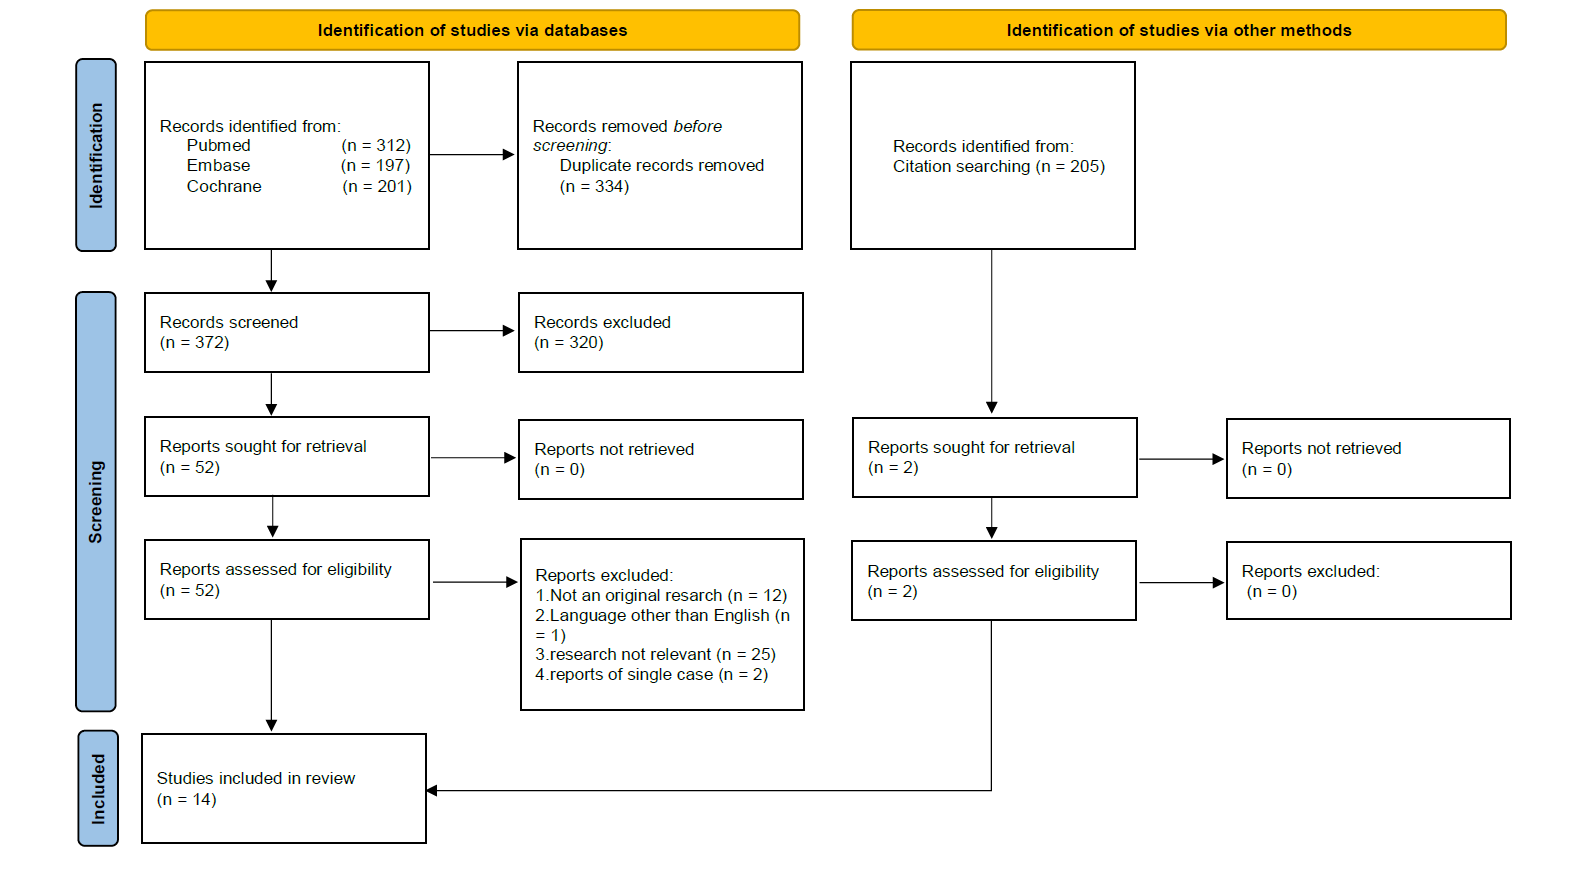 Identification of studies via databases
Identification of studies via other methods
Identification
Records identified from:
Pubmed (n = 312)
Embase (n = 197)
Cochrane (n = 201)
Records removed before
screening:
Duplicate records removed
(n = 334)
Records identified from:
Citation searching (n = 205)
Screening
Records screened
(n = 372)
Records excluded
(n = 320)
Reports sought for retrieval
(n = 52)
Reports not retrieved
(n = 0)
Reports sought for retrieval
(n = 2)
Reports not retrieved
(n = 0)
Reports assessed for eligibility
(n = 52)
Reports excluded:
1.Not an original resarch (n = 12)
2.Language other than English (n
= 1)
3.research not relevant (n = 25)
4.reports of single case (n = 2)
Reports assessed for eligibility
(n = 2)
Reports excluded:
(n = 0)
Included
Studies included in review
(n = 14)